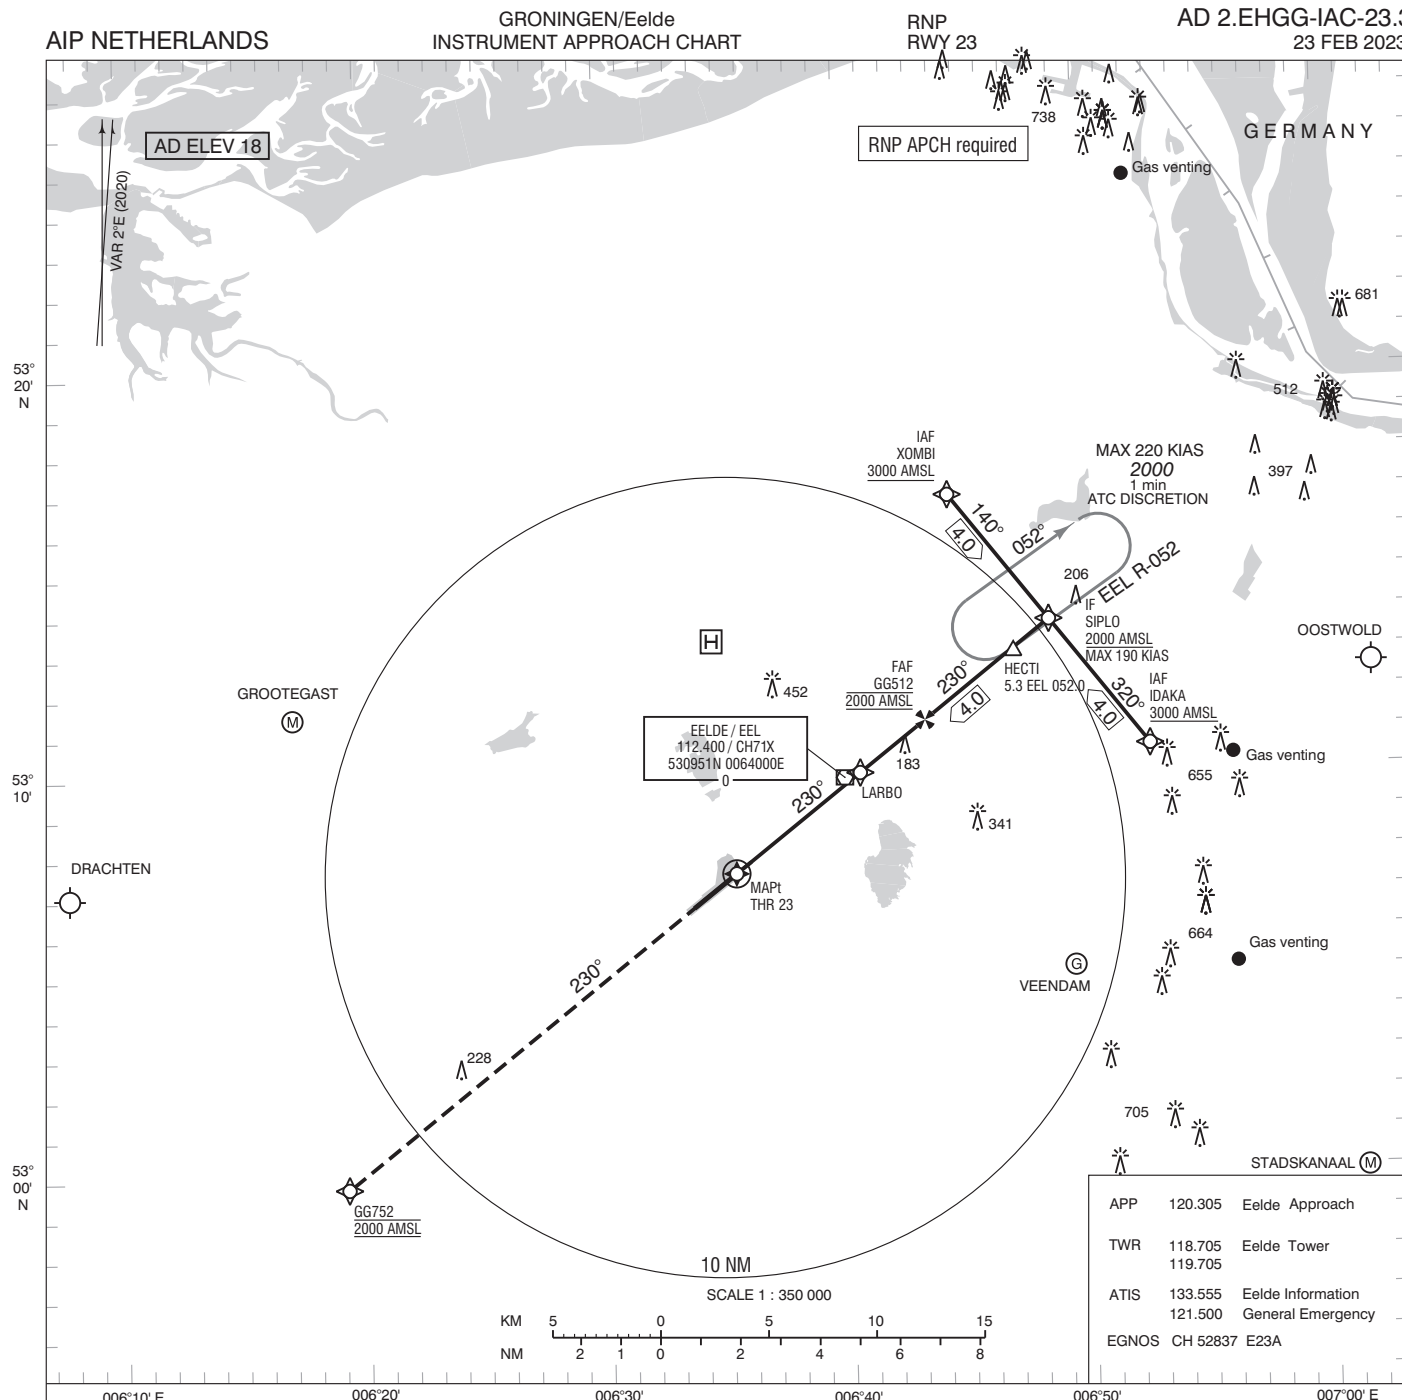 AIP NETHERLANDS
GRONINGEN/Eelde
INSTRUMENT APPROACH CHART
RNP
RWY 23
AD 2.EHGG-IAC-23.3
23 FEB 2023
AD ELEV 18
VAR 2°E (2020)
738
RNP APCH required
GERMANY
Gas venting
681
53°
20'
N
512
397
IAF
XOMBI
3000 AMSL
MAX 220 KIAS
2000
1 min
ATC DISCRETION
140°
4.0
052°
EEL R-052
206
IF
SIPLO
2000 AMSL
MAX 190 KIAS
OOSTWOLD
H
HECTI
5.3 EEL 052.0
FAF
GG512
2000 AMSL
230°
4.0
320°
4.0
IAF
IDAKA
3000 AMSL
452
GROOTEGAST
M
EELDE / EEL
112.400 / CH71X
530951N 0064000E
0
183
LARBO
Gas venting
655
53°
10'
230°
341
DRACHTEN
MAPt
THR 23
664
Gas venting
G
VEENDAM
230°
228
705
STADSKANAAL M
53°
00'
N
GG752
2000 AMSL
10 NM
SCALE 1 : 350 000
KM 5 0 5 10 15
NM 2 1 0 2 4 6 8
APP 120.305 Eelde Approach
TWR 118.705 Eelde Tower
119.705
ATIS 133.555 Eelde Information
121.500 General Emergency
EGNOS CH 52837 E23A
006°10' E 006°20' 006°30' 006°40' 006°50' 007°00' E